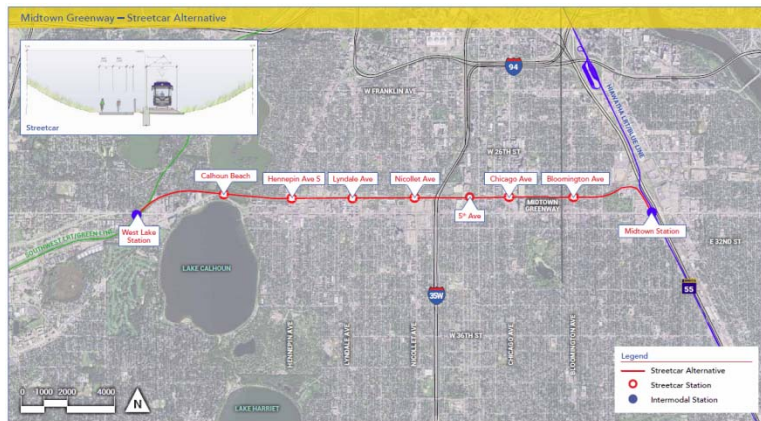 Midtown Greenway — Streetcar Alternative
Streetcar
94
W FRANKLIN AVE
HIAWATHA LRT/BLUE LINE
W 26TH ST
Calhoun Beach
Hennepin Ave S
Lyndale Ave
Nicollet Ave
Chicago Ave
Bloomington Ave
MIDTOWN
GREENWAY
5th Ave
West Lake
Station
Midtown Station
SOUTHWEST LRT/GREEN LINE
E 32ND ST
LAKE CALHOUN
35W
55
W 36TH ST
HENNEPIN AVE
LYNDALE AVE
NICOLLET AVE
CHICAGO AVE
BLOOMINGTON AVE
LAKE HARRIET
0 1000 2000 4000
N
Legend
Streetcar Alternative
Streetcar Station
Intermodal Station